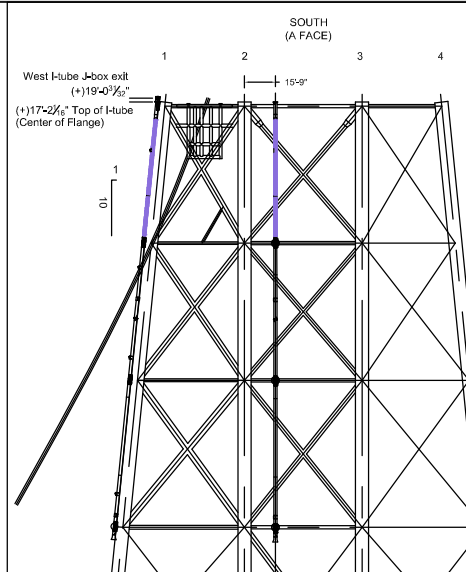 SOUTH
(A FACE)
1 2 3 4
West I-tube J-box exit
(+)19'-0³⁄₃₂"
15'-9"
(+)17'-2¹⁄₁₆" Top of I-tube
(Center of Flange)
1
10